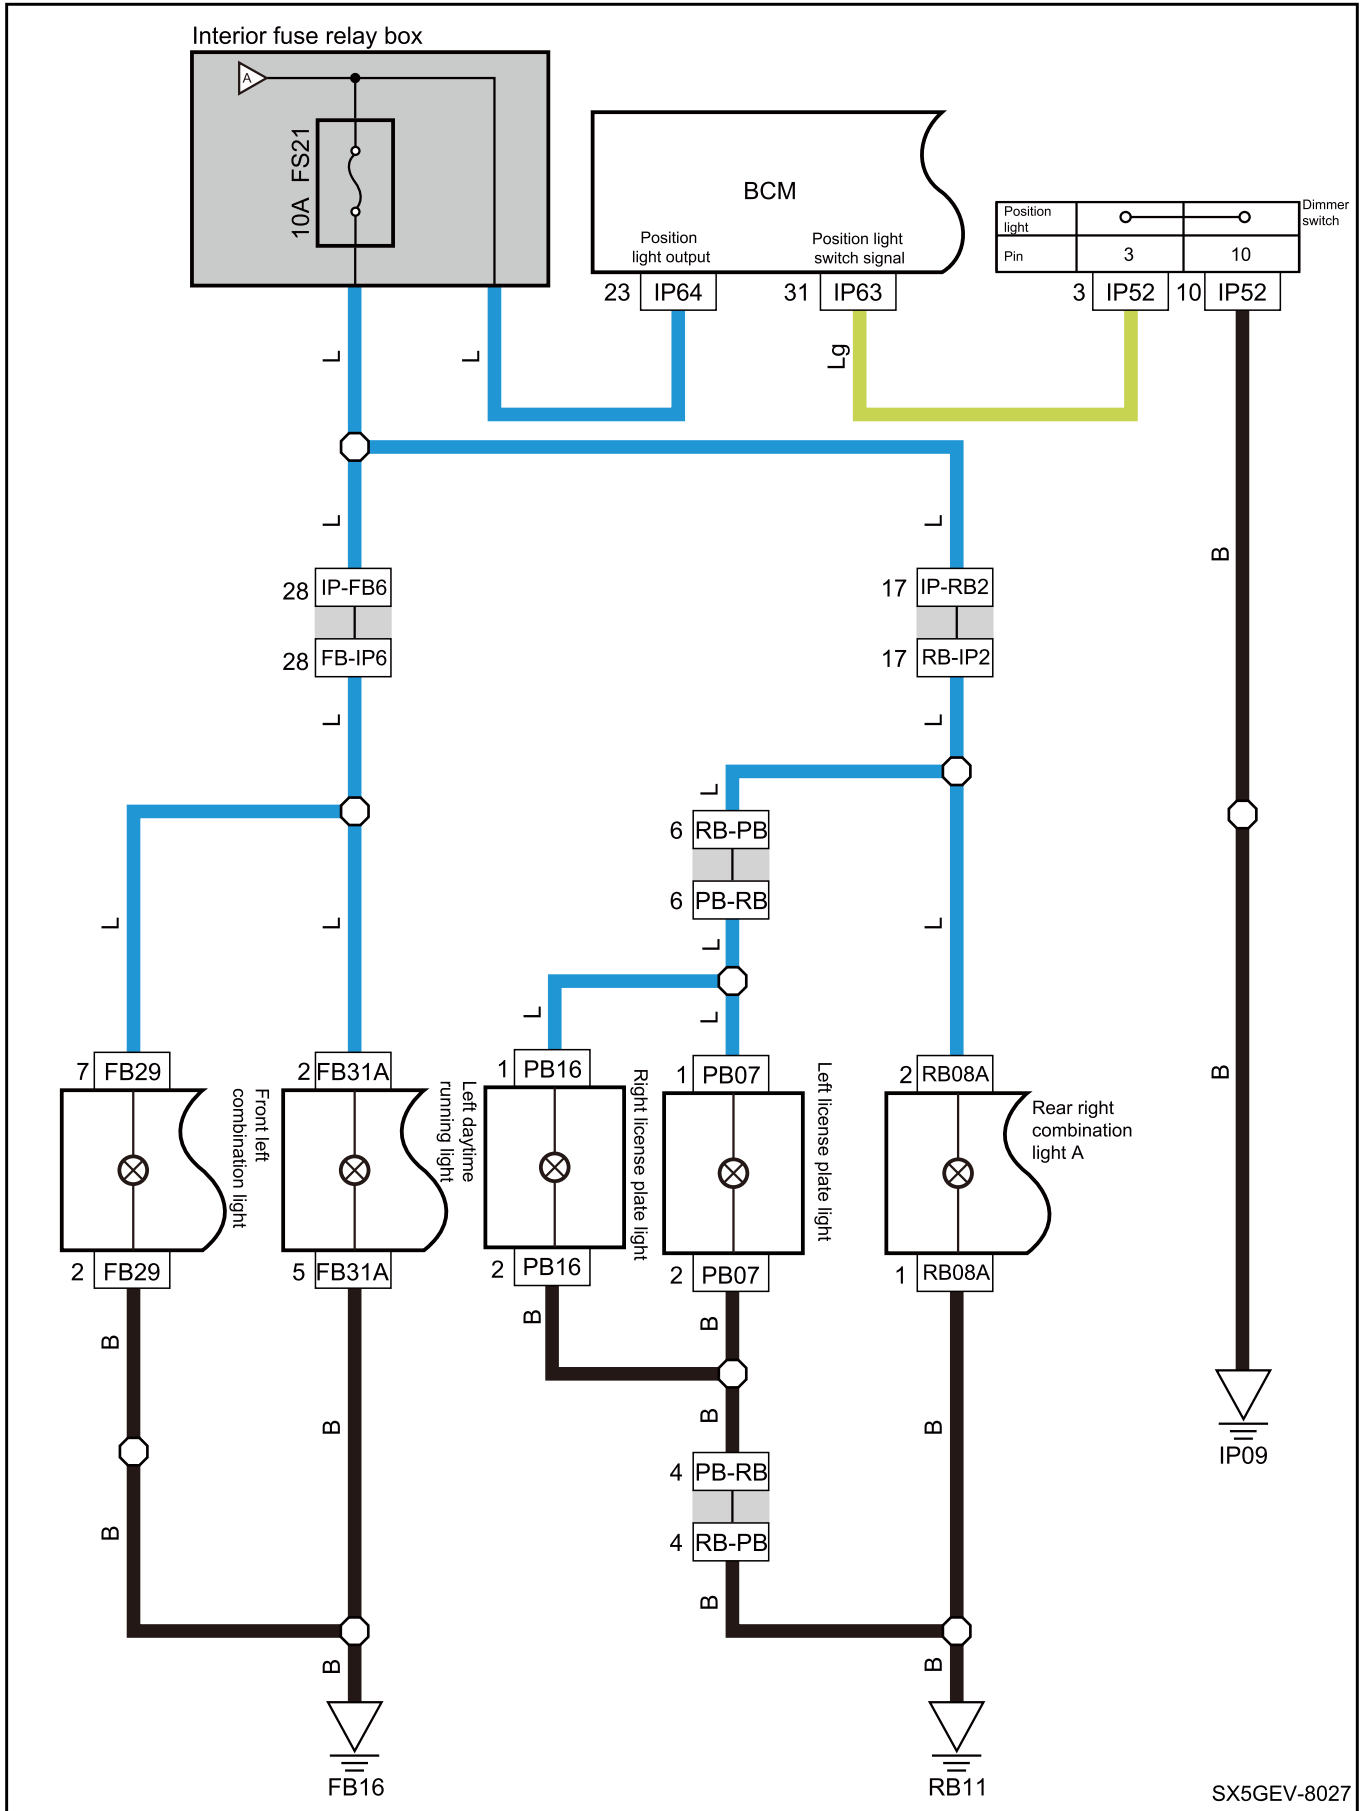 Interior fuse relay box
A
10A FS21
BCM
Position
light output
Position light
switch signal
Position
light
Pin
3
10
Dimmer
switch
23 IP64
31 IP63
3 IP52
10 IP52
L
L
Lg
L
L
B
28 IP-FB6
28 FB-IP6
17 IP-RB2
17 RB-IP2
L
L
L
6 RB-PB
6 PB-RB
L
L
L
L
L
L
B
7 FB29
2 FB31A
1 PB16
1 PB07
2 RB08A
Front left
combination light
Left daytime
running light
Right license plate light
Left license plate light
Rear right
combination
light A
2 FB29
5 FB31A
2 PB16
2 PB07
1 RB08A
B
B
B
B
B
B
4 PB-RB
4 RB-PB
IP09
B
B
B
B
FB16
RB11
SX5GEV-8027